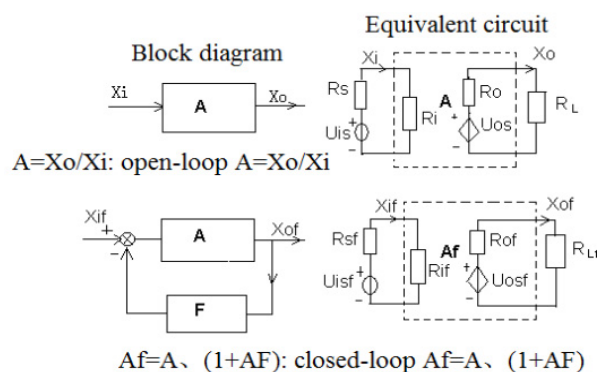 Block diagram
Equivalent circuit
Xi
A
Xo
Xi
Xo
Rs
Ri
A
Ro
RL
Uis
+
-
+
Uos
-
A=Xo/Xi: open-loop A=Xo/Xi
Xif
+
-
A
Xof
F
Xif
Xof
Rsf
Rif
Af
Rof
RLf
Uisf
+
-
+
Uosf
-
Af=A、(1+AF): closed-loop Af=A、(1+AF)